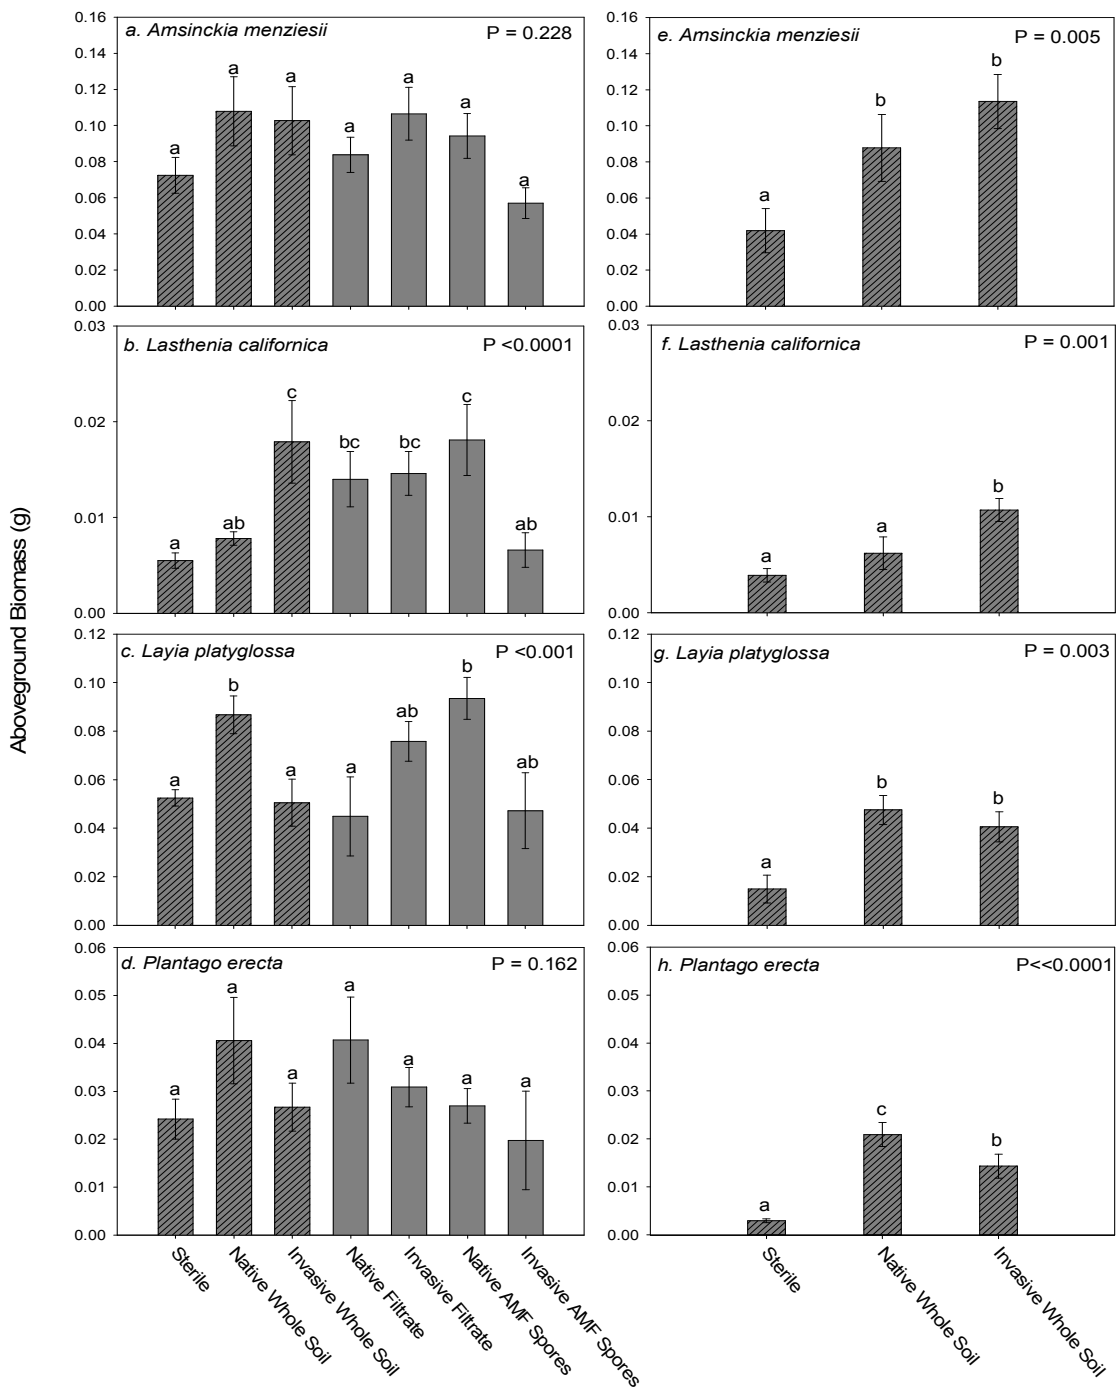 Aboveground Biomass (g)
a. Amsinckia menziesii
P = 0.228
0.16
0.14
0.12
0.10
0.08
0.06
0.04
0.02
0.00
a
a
a
a
a
a
a
e. Amsinckia menziesii
P = 0.005
0.16
0.14
0.12
0.10
0.08
0.06
0.04
0.02
0.00
a
b
b
b. Lasthenia californica
P <0.0001
0.03
0.02
0.01
0.00
a
ab
c
bc
bc
c
ab
f. Lasthenia californica
P = 0.001
0.03
0.02
0.01
0.00
a
a
b
c. Layia platyglossa
P <0.001
0.12
0.10
0.08
0.06
0.04
0.02
0.00
a
b
a
a
ab
b
ab
g. Layia platyglossa
P = 0.003
0.12
0.10
0.08
0.06
0.04
0.02
0.00
a
b
b
d. Plantago erecta
P = 0.162
0.06
0.05
0.04
0.03
0.02
0.01
0.00
a
a
a
a
a
a
a
h. Plantago erecta
P<<0.0001
0.06
0.05
0.04
0.03
0.02
0.01
0.00
a
c
b
Sterile
Native Whole Soil
Invasive Whole Soil
Native Filtrate
Invasive Filtrate
Native AMF Spores
Invasive AMF Spores
Sterile
Native Whole Soil
Invasive Whole Soil